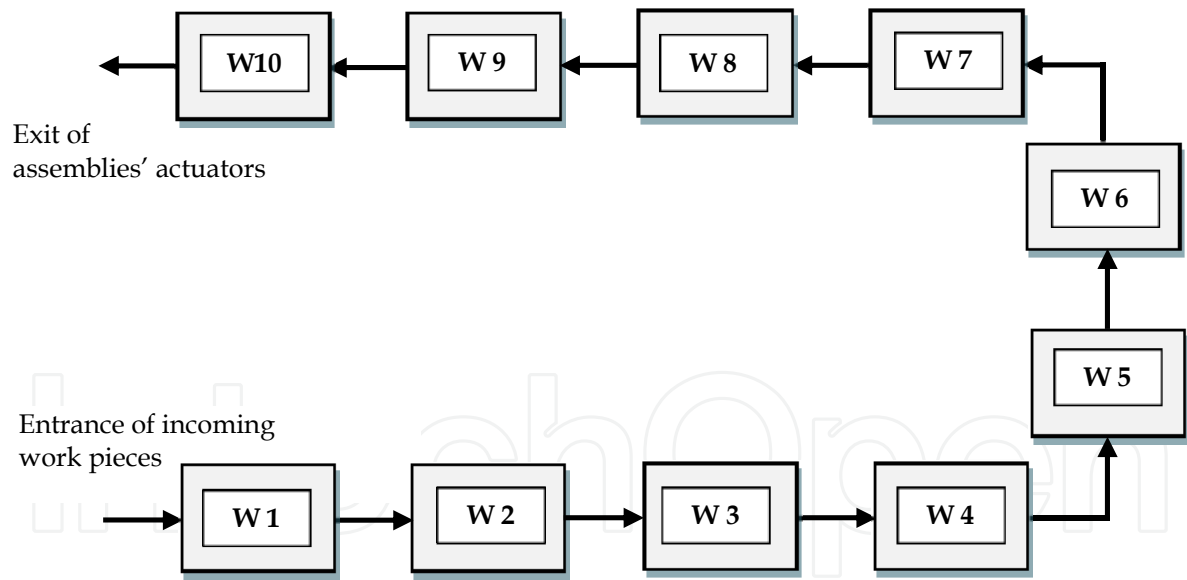 W10
W 9
W 8
W 7
Exit of
assemblies' actuators
W 6
W 5
Entrance of incoming
work pieces
W 1
W 2
W 3
W 4
IntechOpen